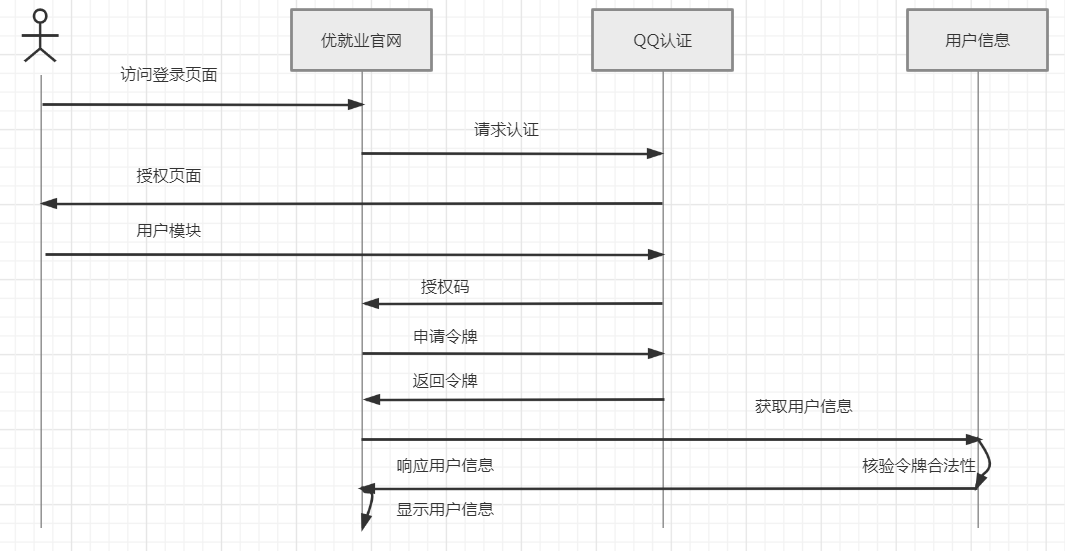 优就业官网
QQ认证
用户信息
访问登录页面
请求认证
授权页面
用户模块
授权码
申请令牌
返回令牌
获取用户信息
响应用户信息
核验令牌合法性
显示用户信息